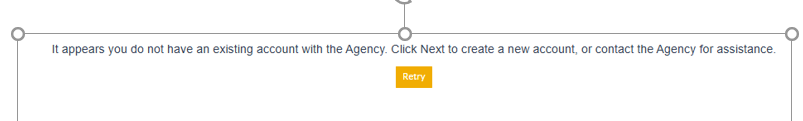 It appears you do not have an existing account with the Agency. Click Next to create a new account, or contact the Agency for assistance.
Retry